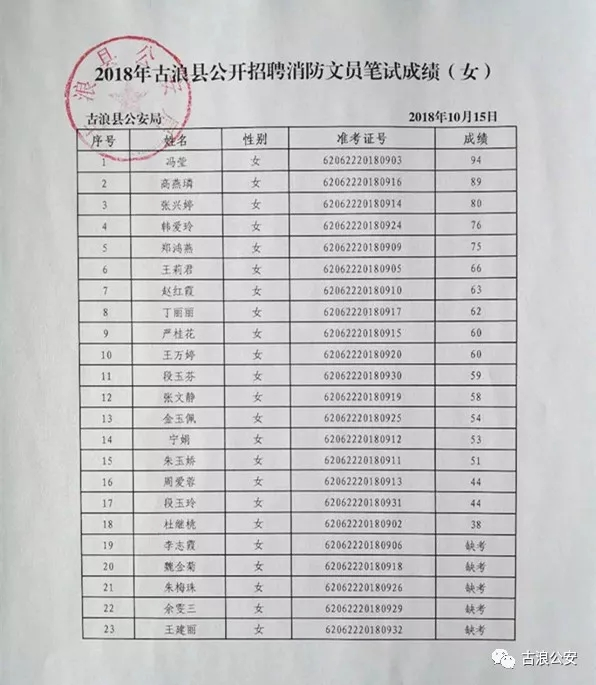 2018年古浪县公开招聘消防文员笔试成绩（女）
古浪县公安局 2018年10月15日
序号 姓名 性别 准考证号 成绩
1 冯莹 女 62062220180903 94
2 高燕璘 女 62062220180916 89
3 张兴婷 女 62062220180914 80
4 韩爱玲 女 62062220180924 76
5 郑鸿燕 女 62062220180909 75
6 王莉君 女 62062220180905 66
7 赵红霞 女 62062220180910 63
8 丁丽丽 女 62062220180917 62
9 严桂花 女 62062220180915 60
10 王万婷 女 62062220180920 60
11 段玉芬 女 62062220180930 59
12 张文静 女 62062220180919 58
13 金玉佩 女 62062220180925 54
14 宁娟 女 62062220180912 53
15 朱玉娇 女 62062220180911 51
16 周爱蓉 女 62062220180913 44
17 段玉玲 女 62062220180931 44
18 杜继桃 女 62062220180902 38
19 李志霞 女 62062220180906 缺考
20 魏金菊 女 62062220180918 缺考
21 朱梅珠 女 62062220180926 缺考
22 余雯三 女 62062220180929 缺考
23 王建丽 女 62062220180932 缺考
古浪公安